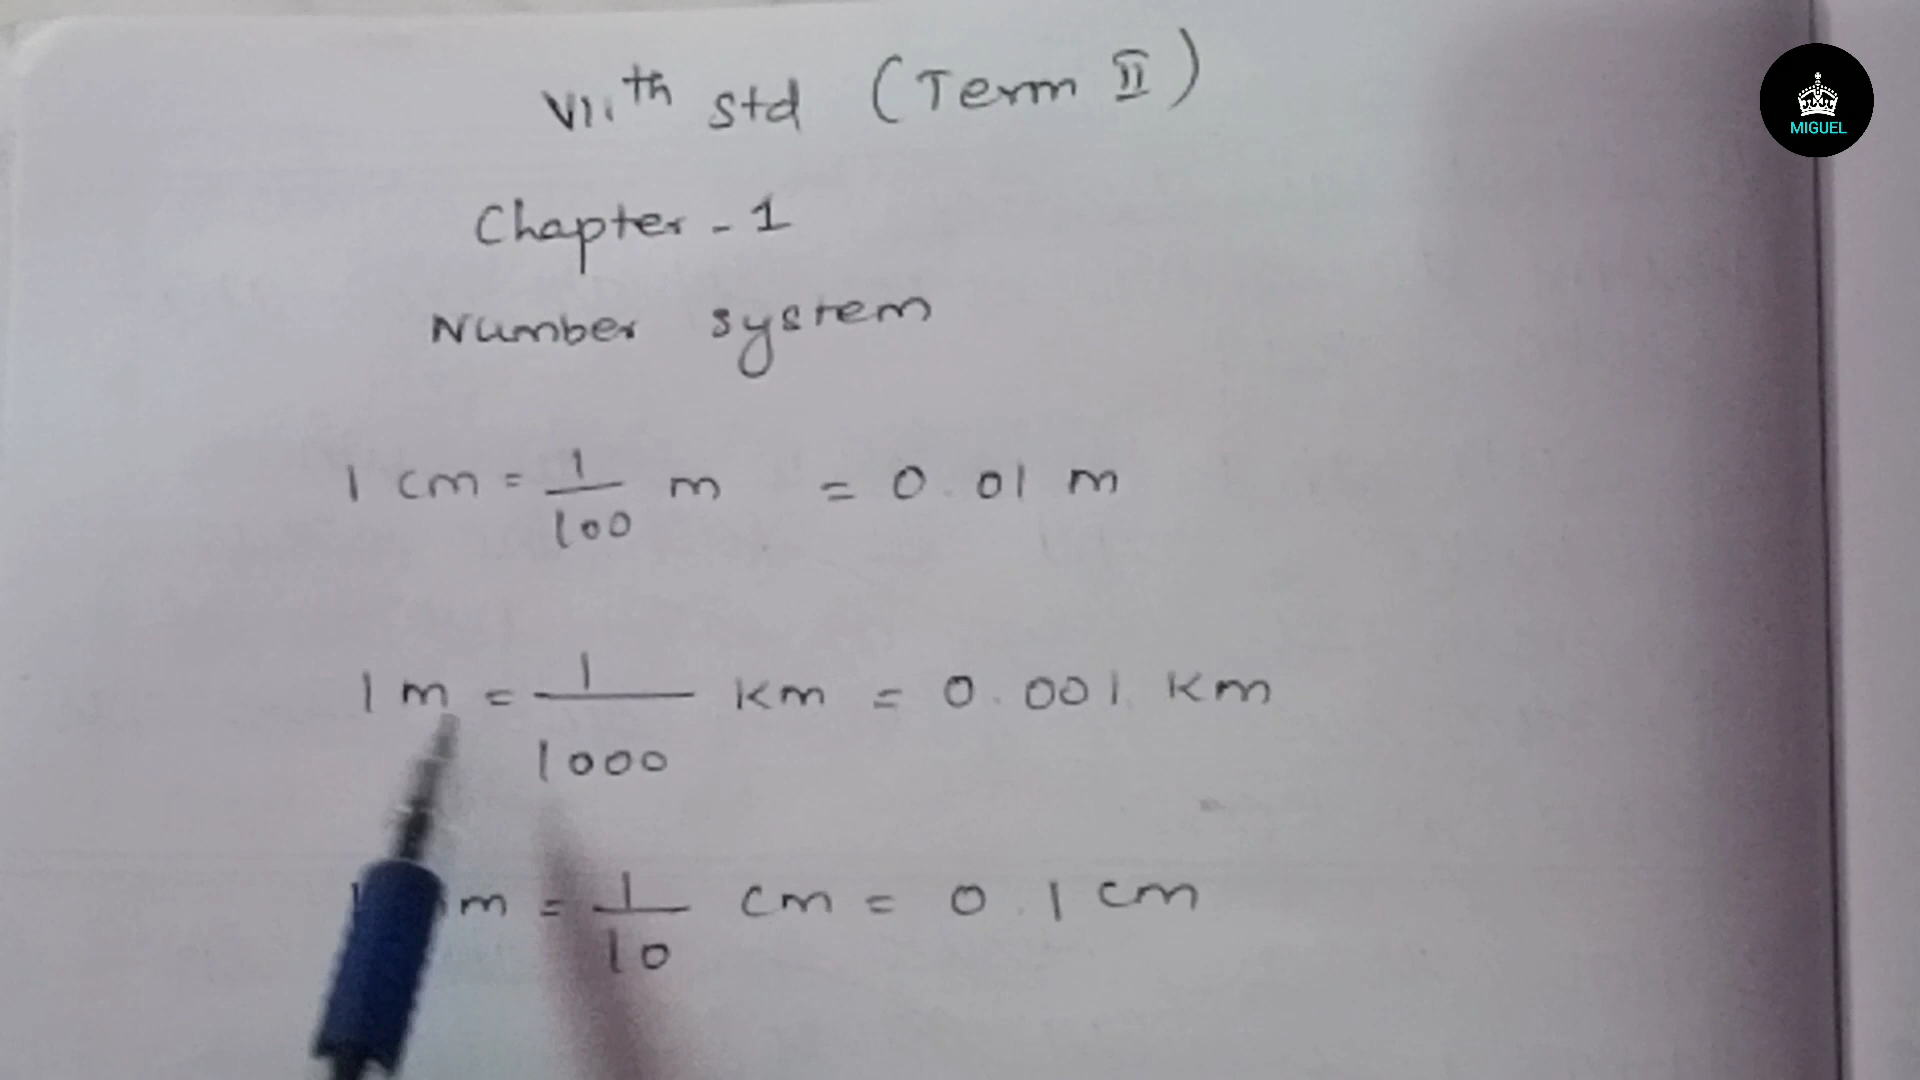 VIIth std (Term II)
MIGUEL
Chapter - 1
Number system
1 cm = 1/100 m = 0.01 m
1 m = 1/1000 km = 0.001 km
1 m = 1/10 cm = 0.1 cm